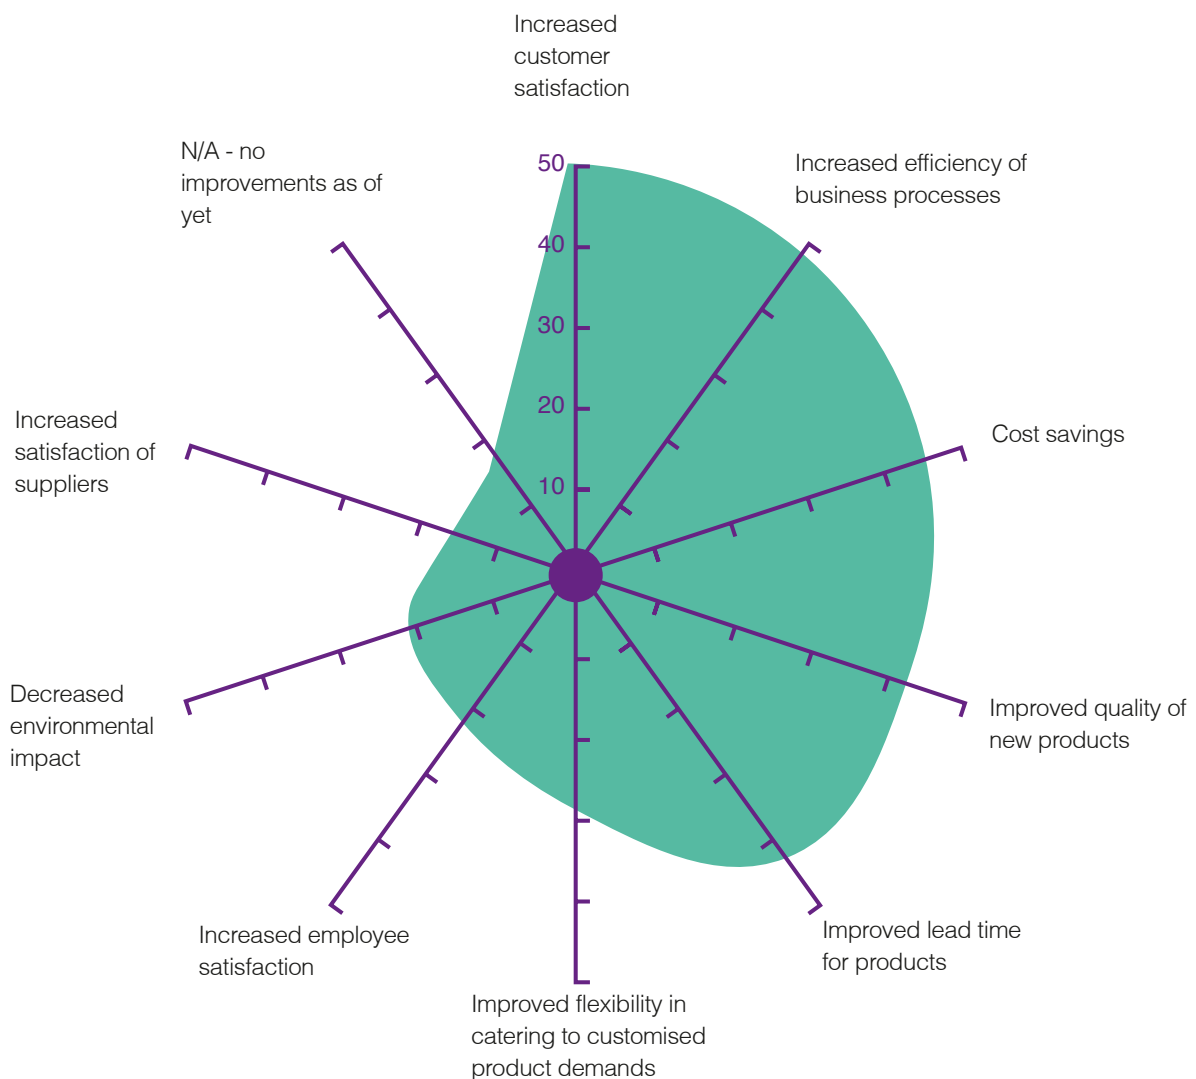 Increased
customer
satisfaction
N/A - no
improvements as of
yet
50
Increased efficiency of
business processes
40
30
20
10
Increased
satisfaction of
suppliers
Cost savings
Decreased
environmental
impact
Improved quality of
new products
Increased employee
satisfaction
Improved lead time
for products
Improved flexibility in
catering to customised
product demands